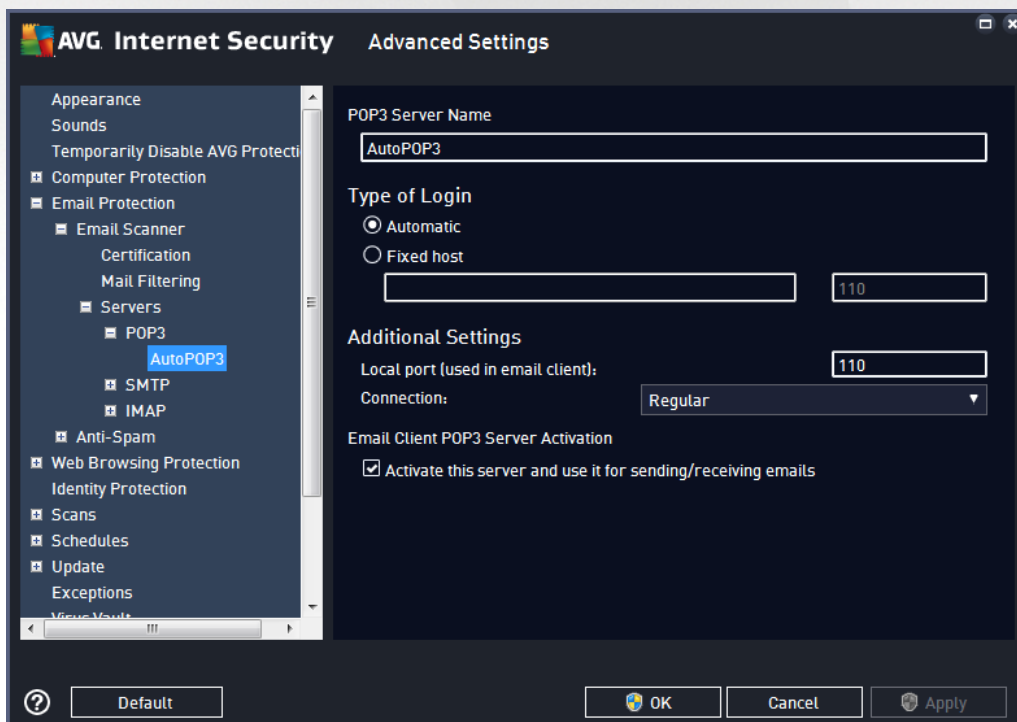 AVG. Internet Security Advanced Settings
Appearance
Sounds
Temporarily Disable AVG Protecti
Computer Protection
Email Protection
Email Scanner
Certification
Mail Filtering
Servers
POP3
AutoPOP3
SMTP
IMAP
Anti-Spam
Web Browsing Protection
Identity Protection
Scans
Schedules
Update
Exceptions
Virus Vault
POP3 Server Name
AutoPOP3
Type of Login
Automatic
Fixed host
110
Additional Settings
Local port (used in email client): 110
Connection: Regular
Email Client POP3 Server Activation
Activate this server and use it for sending/receiving emails
? Default OK Cancel Apply